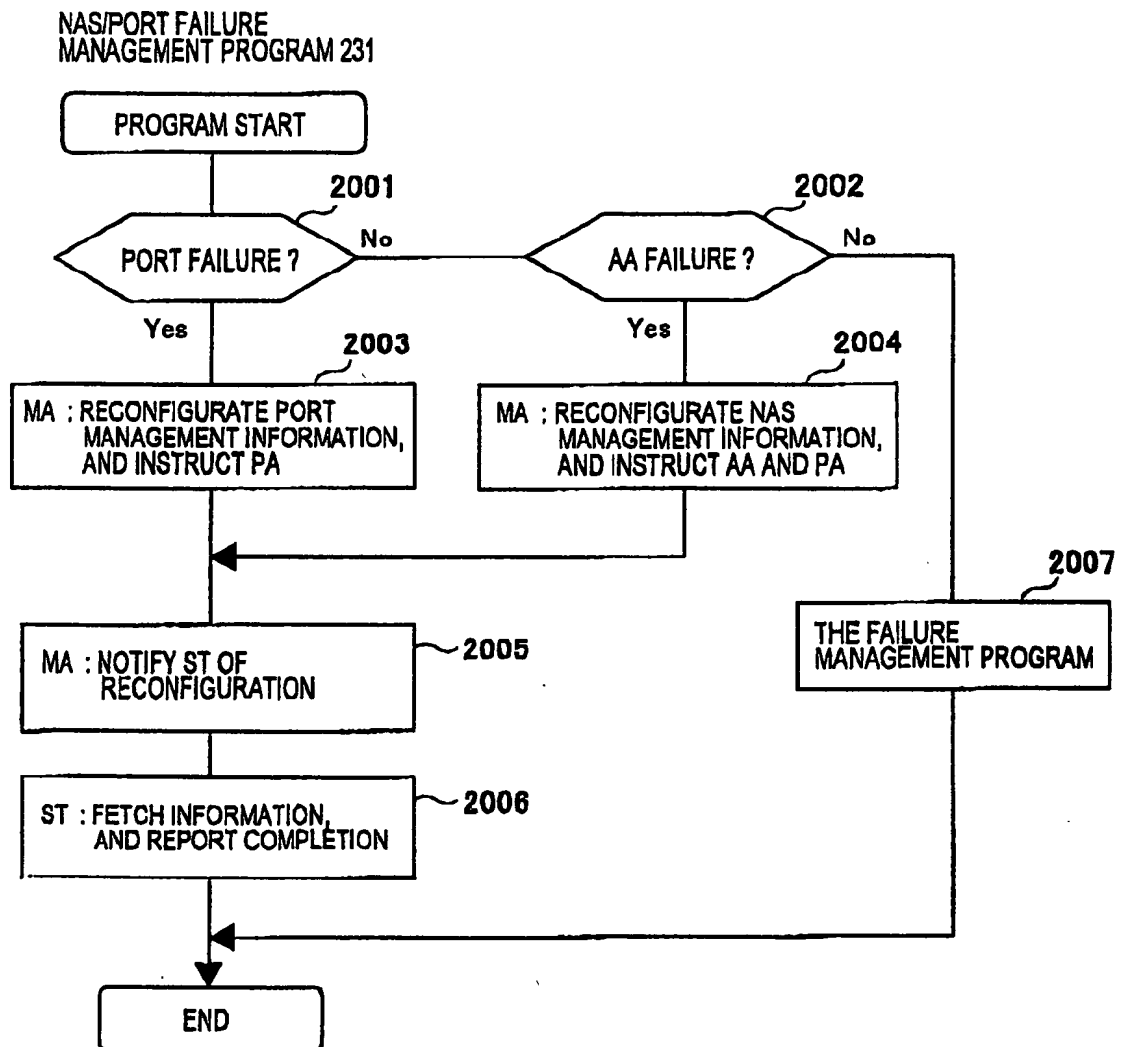 NAS/PORT FAILURE
MANAGEMENT PROGRAM 231
PROGRAM START
2001
PORT FAILURE ?
No
2002
AA FAILURE ?
No
Yes
Yes
2003
MA : RECONFIGURATE PORT
MANAGEMENT INFORMATION,
AND INSTRUCT PA
2004
MA : RECONFIGURATE NAS
MANAGEMENT INFORMATION,
AND INSTRUCT AA AND PA
2007
THE FAILURE
MANAGEMENT PROGRAM
2005
MA : NOTIFY ST OF
RECONFIGURATION
2006
ST : FETCH INFORMATION,
AND REPORT COMPLETION
END